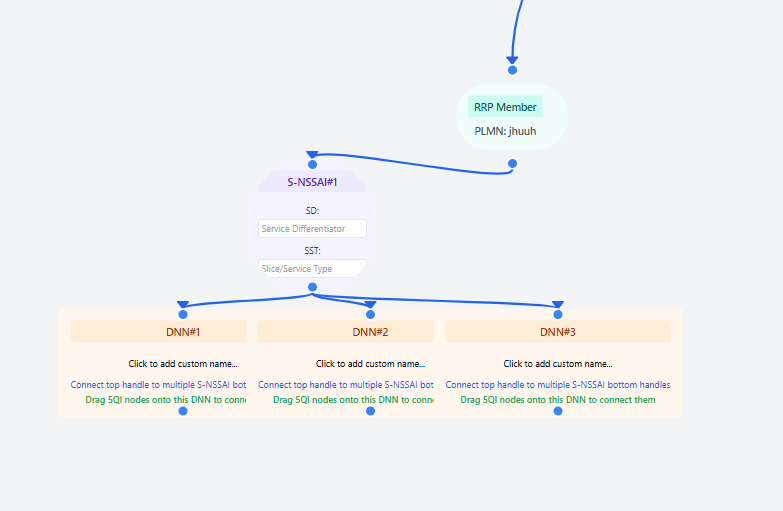 RRP Member
PLMN: jhuuh
S-NSSAI#1
SD:
Service Differentiator
SST:
Slice/Service Type
DNN#1
DNN#2
DNN#3
Click to add custom name...
Click to add custom name...
Click to add custom name...
Connect top handle to multiple S-NSSAI bot
Connect top handle to multiple S-NSSAI bot
Connect top handle to multiple S-NSSAI bottom handles
Drag 5QI nodes onto this DNN to conn
Drag 5QI nodes onto this DNN to conn
Drag 5QI nodes onto this DNN to connect them